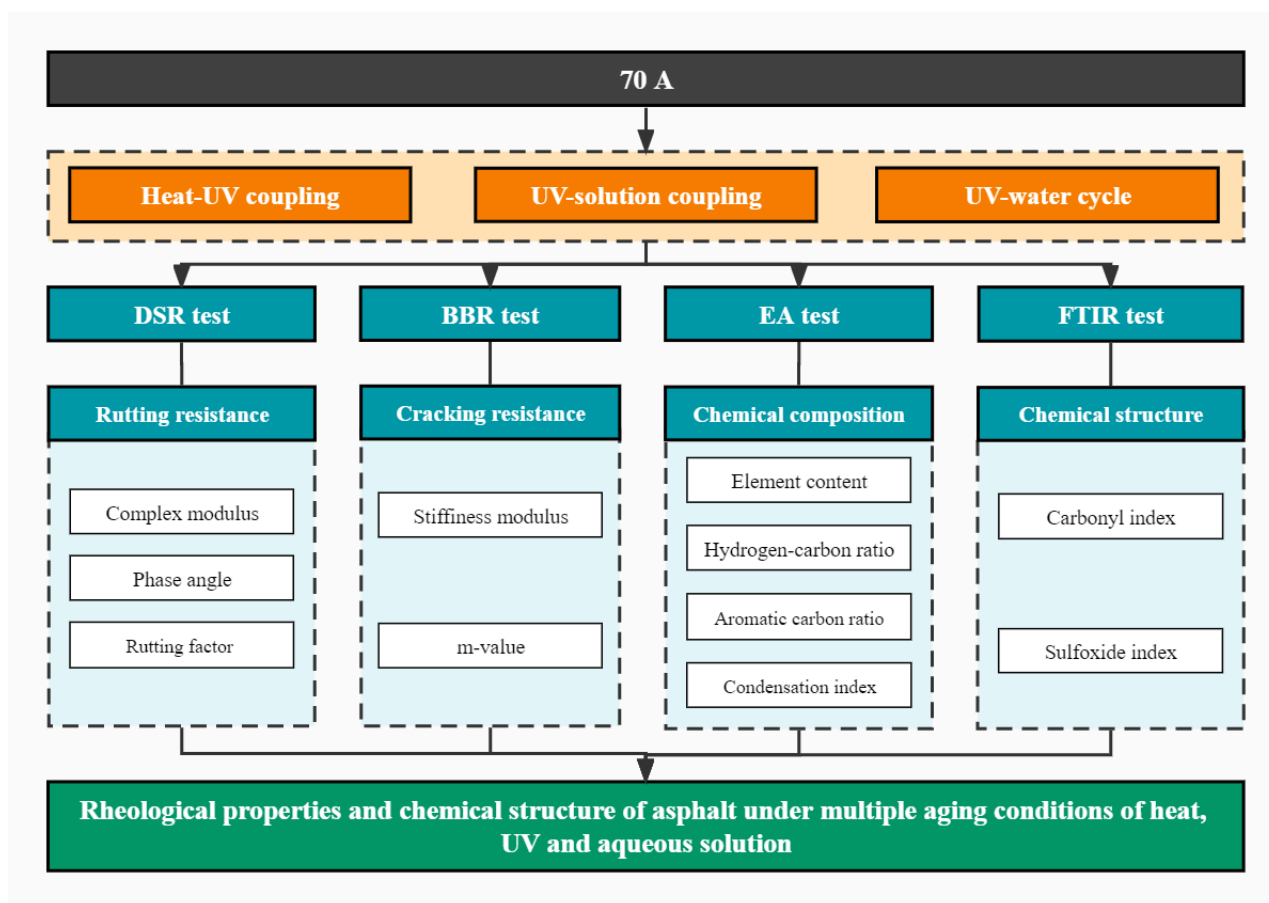 70 A
Heat-UV coupling
UV-solution coupling
UV-water cycle
DSR test
BBR test
EA test
FTIR test
Rutting resistance
Cracking resistance
Chemical composition
Chemical structure
Complex modulus
Phase angle
Rutting factor
Stiffiness modulus
m-value
Element content
Hydrogen-carbon ratio
Aromatic carbon ratio
Condensation index
Carbonyl index
Sulfoxide index
Rheological properties and chemical structure of asphalt under multiple aging conditions of heat,
UV and aqueous solution